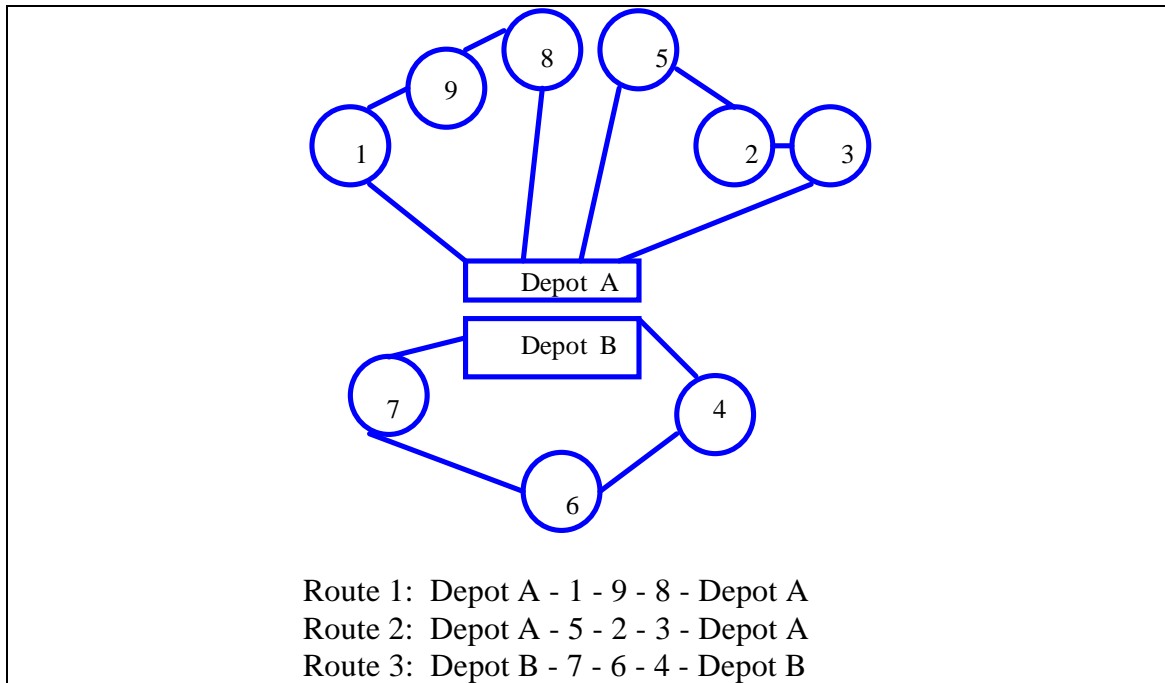 8
5
9
1
2
3
Depot A
Depot B
7
4
6
Route 1: Depot A - 1 - 9 - 8 - Depot A
Route 2: Depot A - 5 - 2 - 3 - Depot A
Route 3: Depot B - 7 - 6 - 4 - Depot B